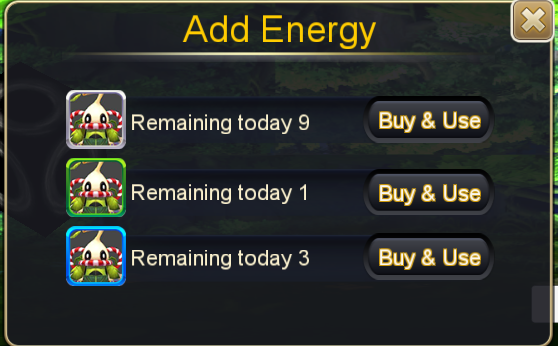 Add Energy
Remaining today 9 Buy & Use
Remaining today 1 Buy & Use
Remaining today 3 Buy & Use